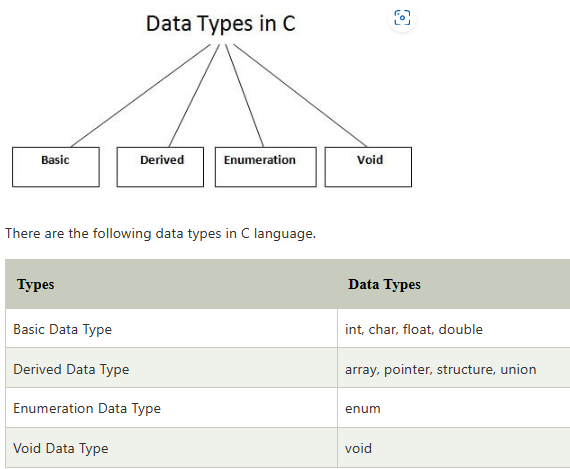 Data Types in C
Basic Derived Enumeration Void
There are the following data types in C language.
Types Data Types
Basic Data Type int, char, float, double
Derived Data Type array, pointer, structure, union
Enumeration Data Type enum
Void Data Type void